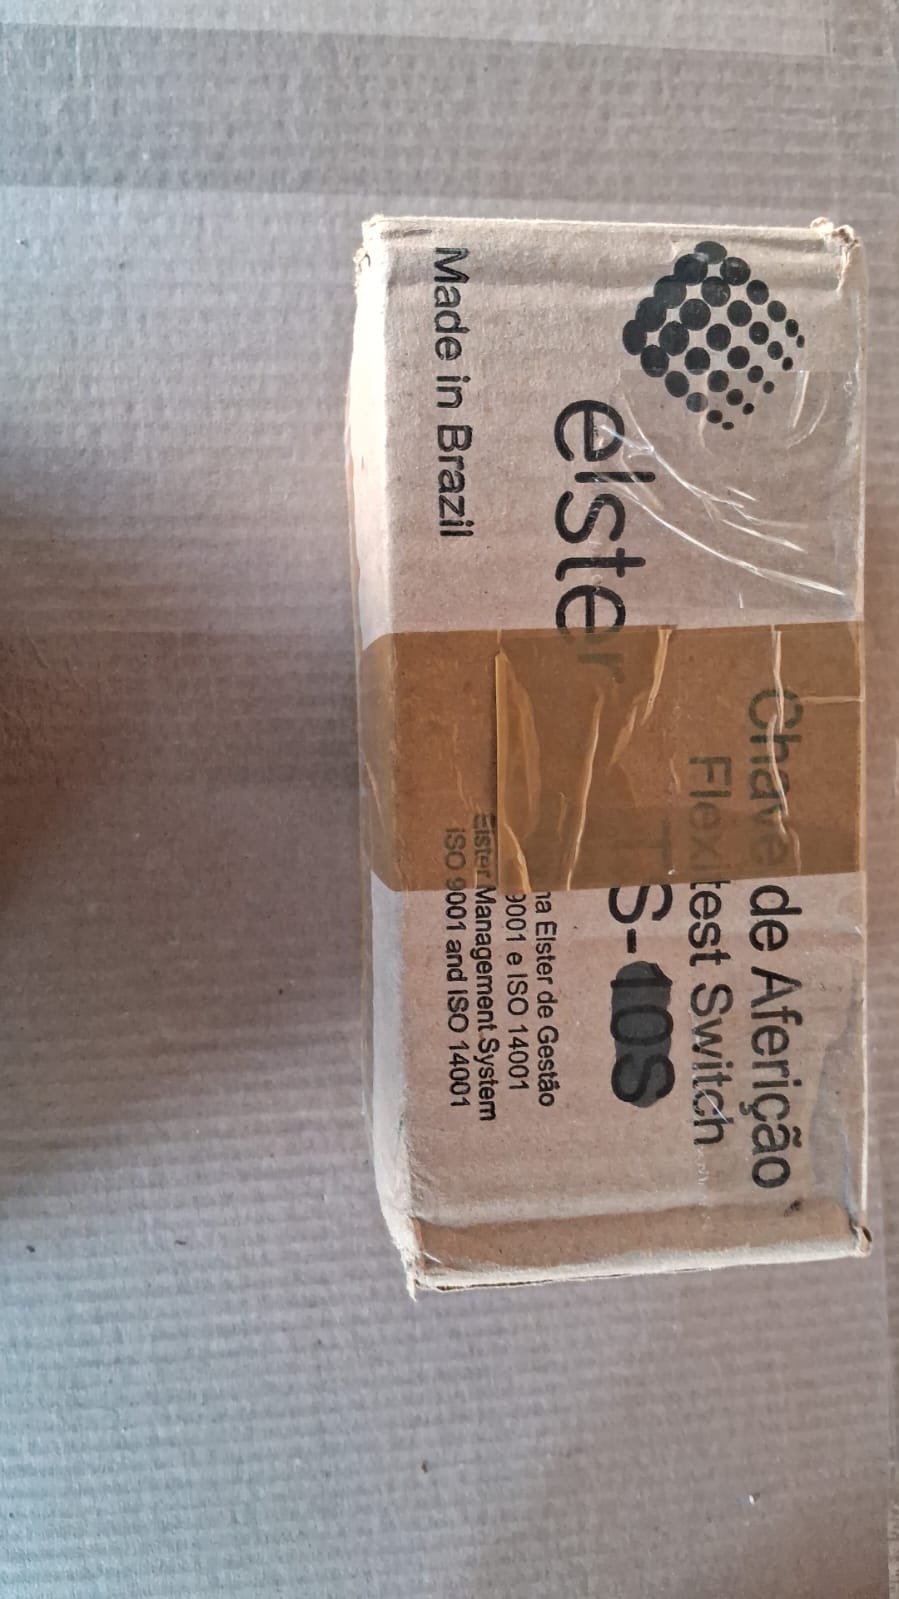 elster
Chave de Aferição
Flexitest Switch
TS-10S
Made in Brazil
Elster de Gestão
9001 e ISO 14001
Elster Management System
ISO 9001 and ISO 14001